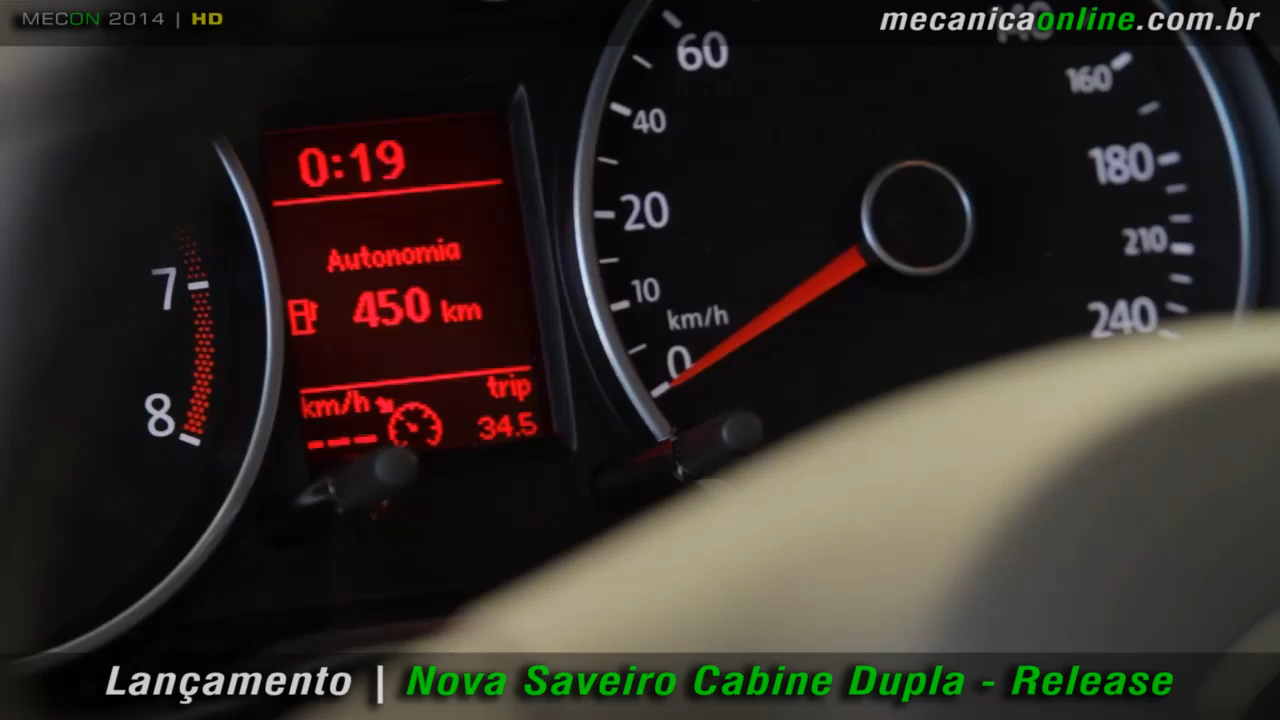 MECON 2014 | HD
mecanicaonline.com.br
0:19
Autonomia
450 km
km/h
trip
---
34.5
7
8
60
40
20
10
km/h
0
160
180
210
240
Lançamento | Nova Saveiro Cabine Dupla - Release